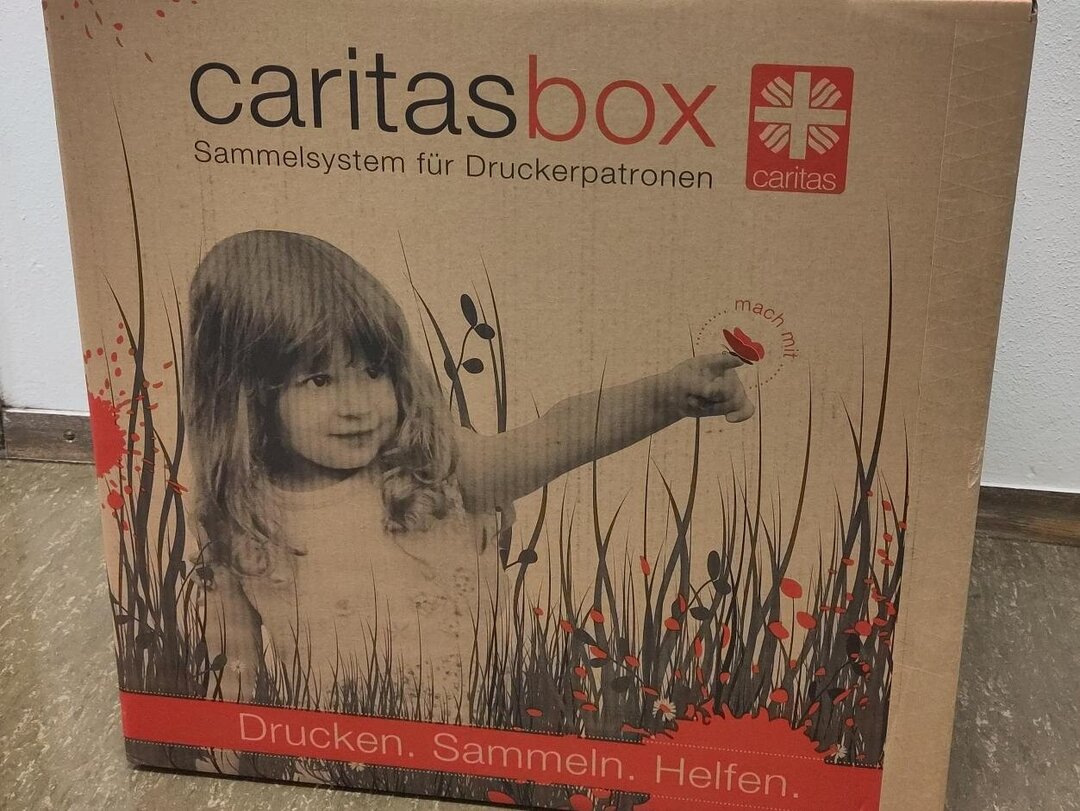 caritasbox
Sammelsystem für Druckerpatronen
caritas
mach mit
Drucken. Sammeln. Helfen.